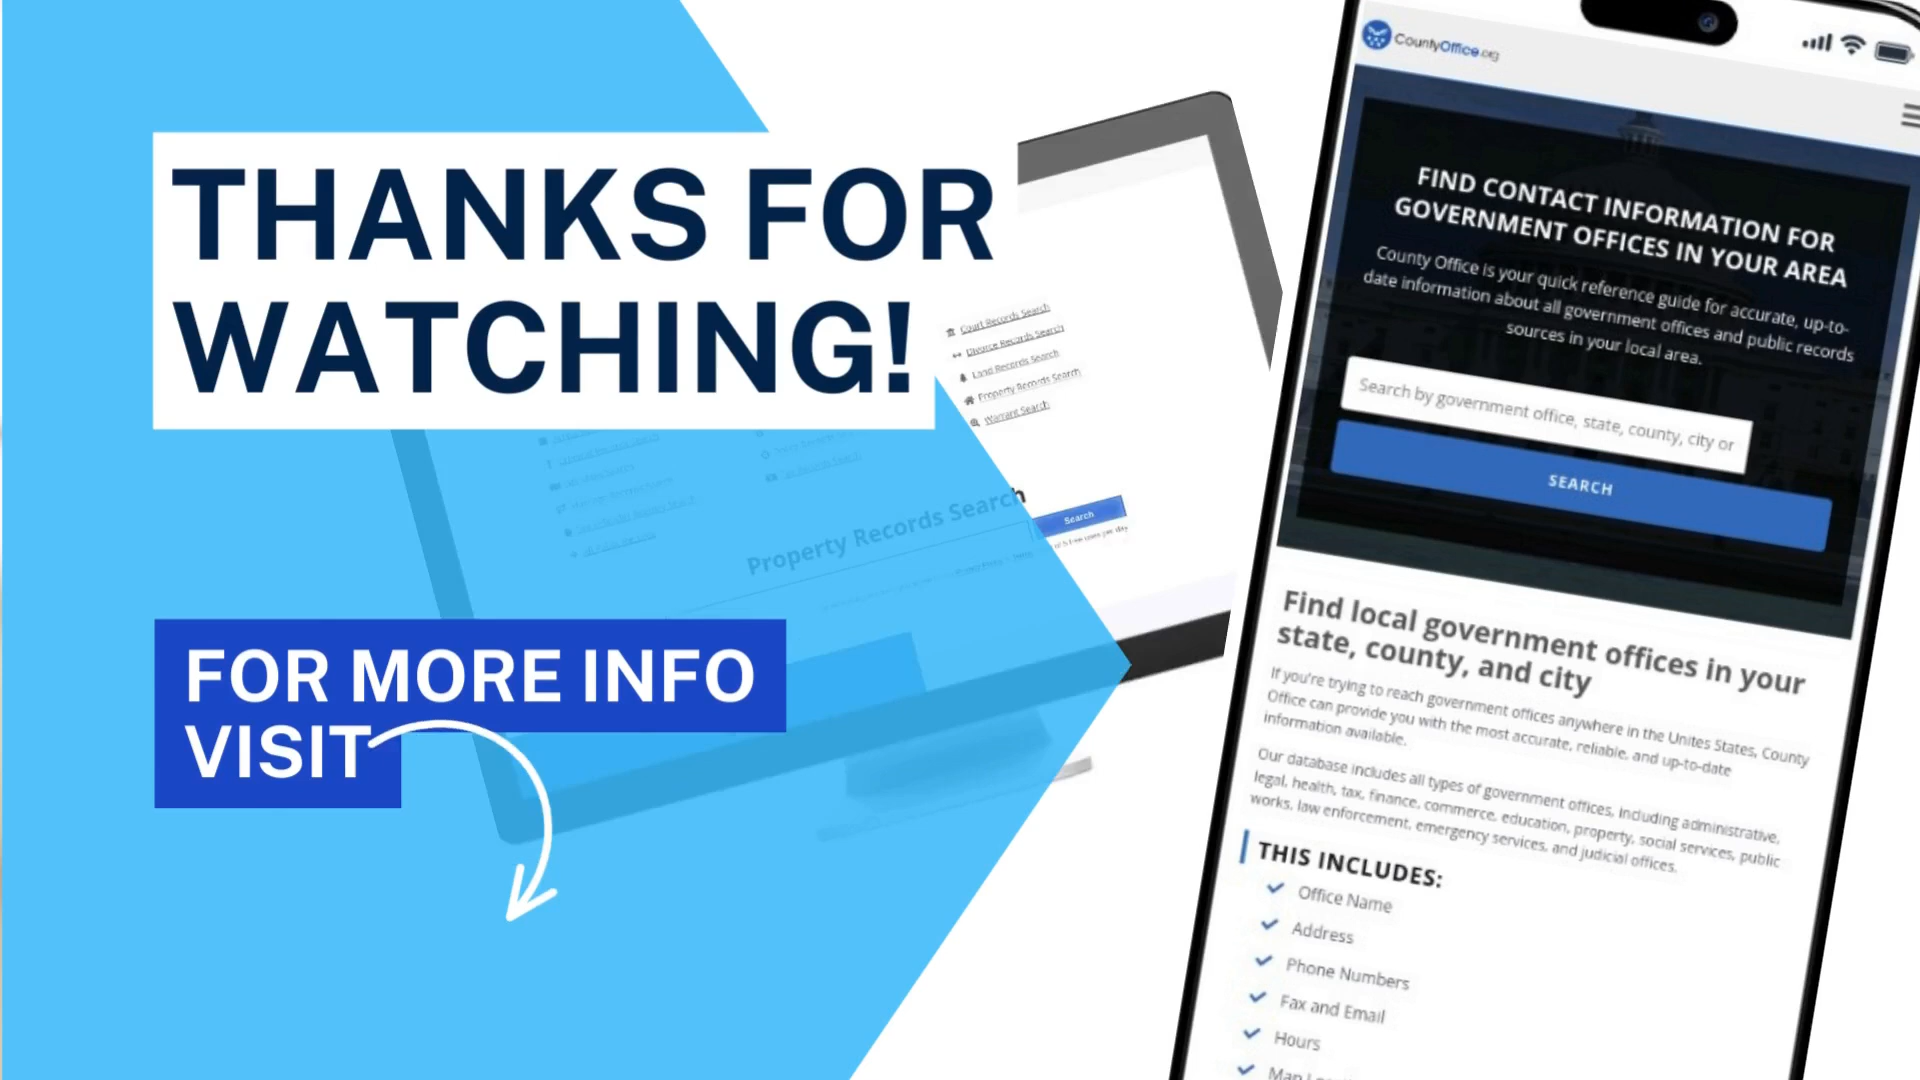 THANKS FOR
WATCHING!
FOR MORE INFO
VISIT
Court Records Search
Divorce Records Search
Land Records Search
Property Records Search
Warrant Search
Property Records Search
Search
of 5 free uses per day
CountyOffice.org
FIND CONTACT INFORMATION FOR
GOVERNMENT OFFICES IN YOUR AREA
County Office is your quick reference guide for accurate, up-to-
date information about all government offices and public records
sources in your local area.
Search by government office, state, county, city or
SEARCH
Find local government offices in your
state, county, and city
If you're trying to reach government offices anywhere in the Unites States, County
Office can provide you with the most accurate, reliable, and up-to-date
information available.
Our database includes all types of government offices, including administrative,
legal, health, tax, finance, commerce, education, property, social services, public
works, law enforcement, emergency services, and judicial offices.
THIS INCLUDES:
Office Name
Address
Phone Numbers
Fax and Email
Hours